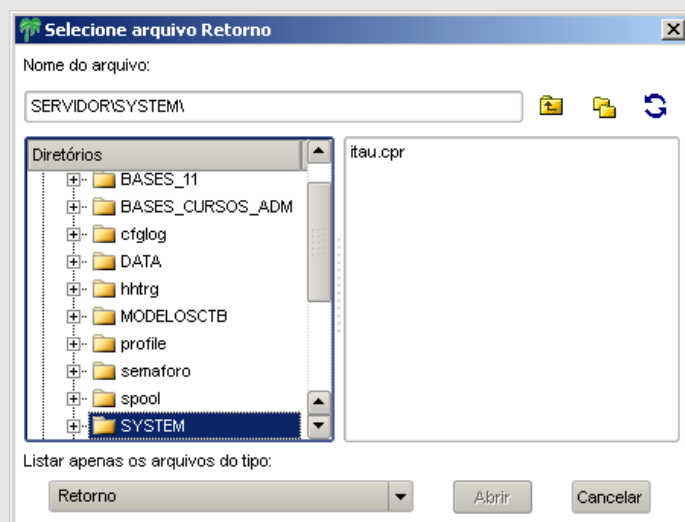 Selecione arquivo Retorno
Nome do arquivo:
SERVIDOR\SYSTEM\
Diretórios
itau.cpr
BASES_11
BASES_CURSOS_ADM
cfglog
DATA
hhtrg
MODELOSCTB
profile
semaforo
spool
SYSTEM
Listar apenas os arquivos do tipo:
Retorno
Abrir
Cancelar